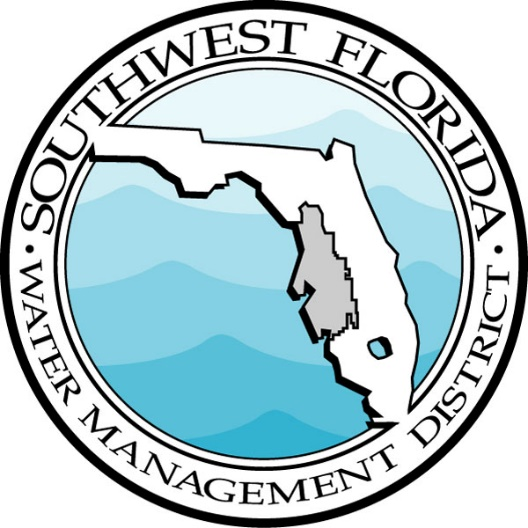 SOUTHWEST FLORIDA
· WATER MANAGEMENT DISTRICT ·